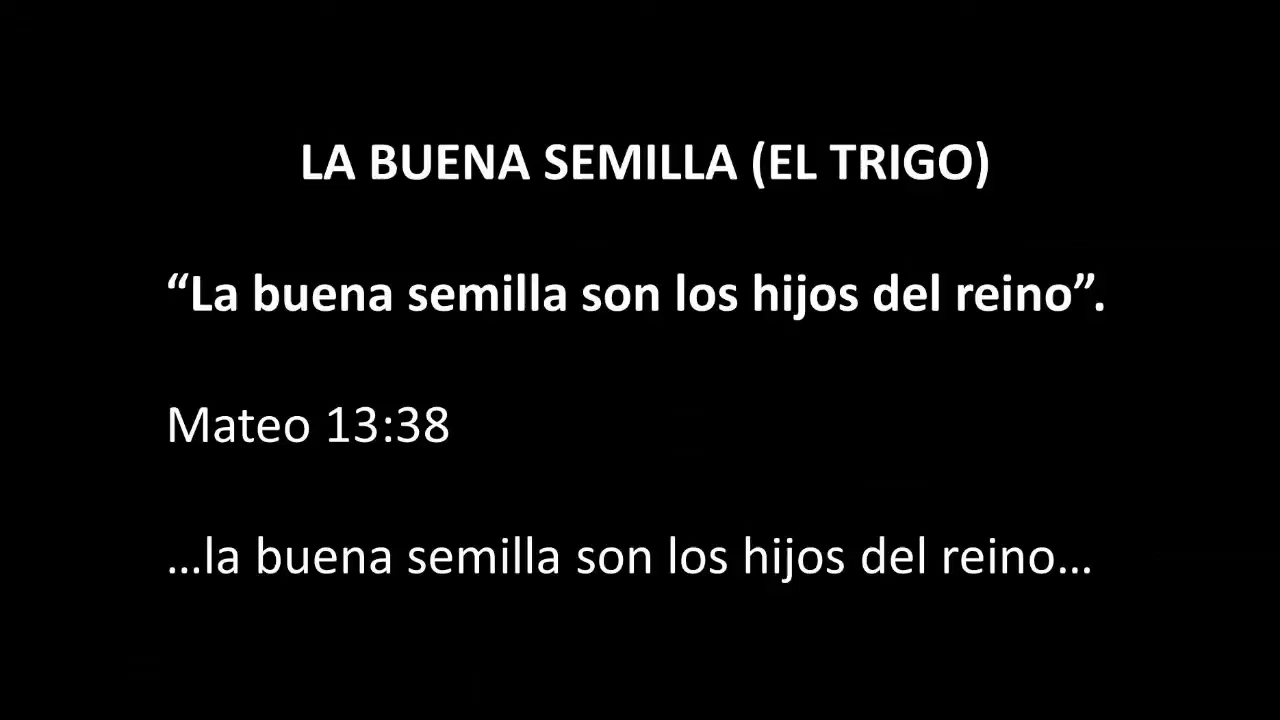 LA BUENA SEMILLA (EL TRIGO)
“La buena semilla son los hijos del reino”.
Mateo 13:38
…la buena semilla son los hijos del reino…